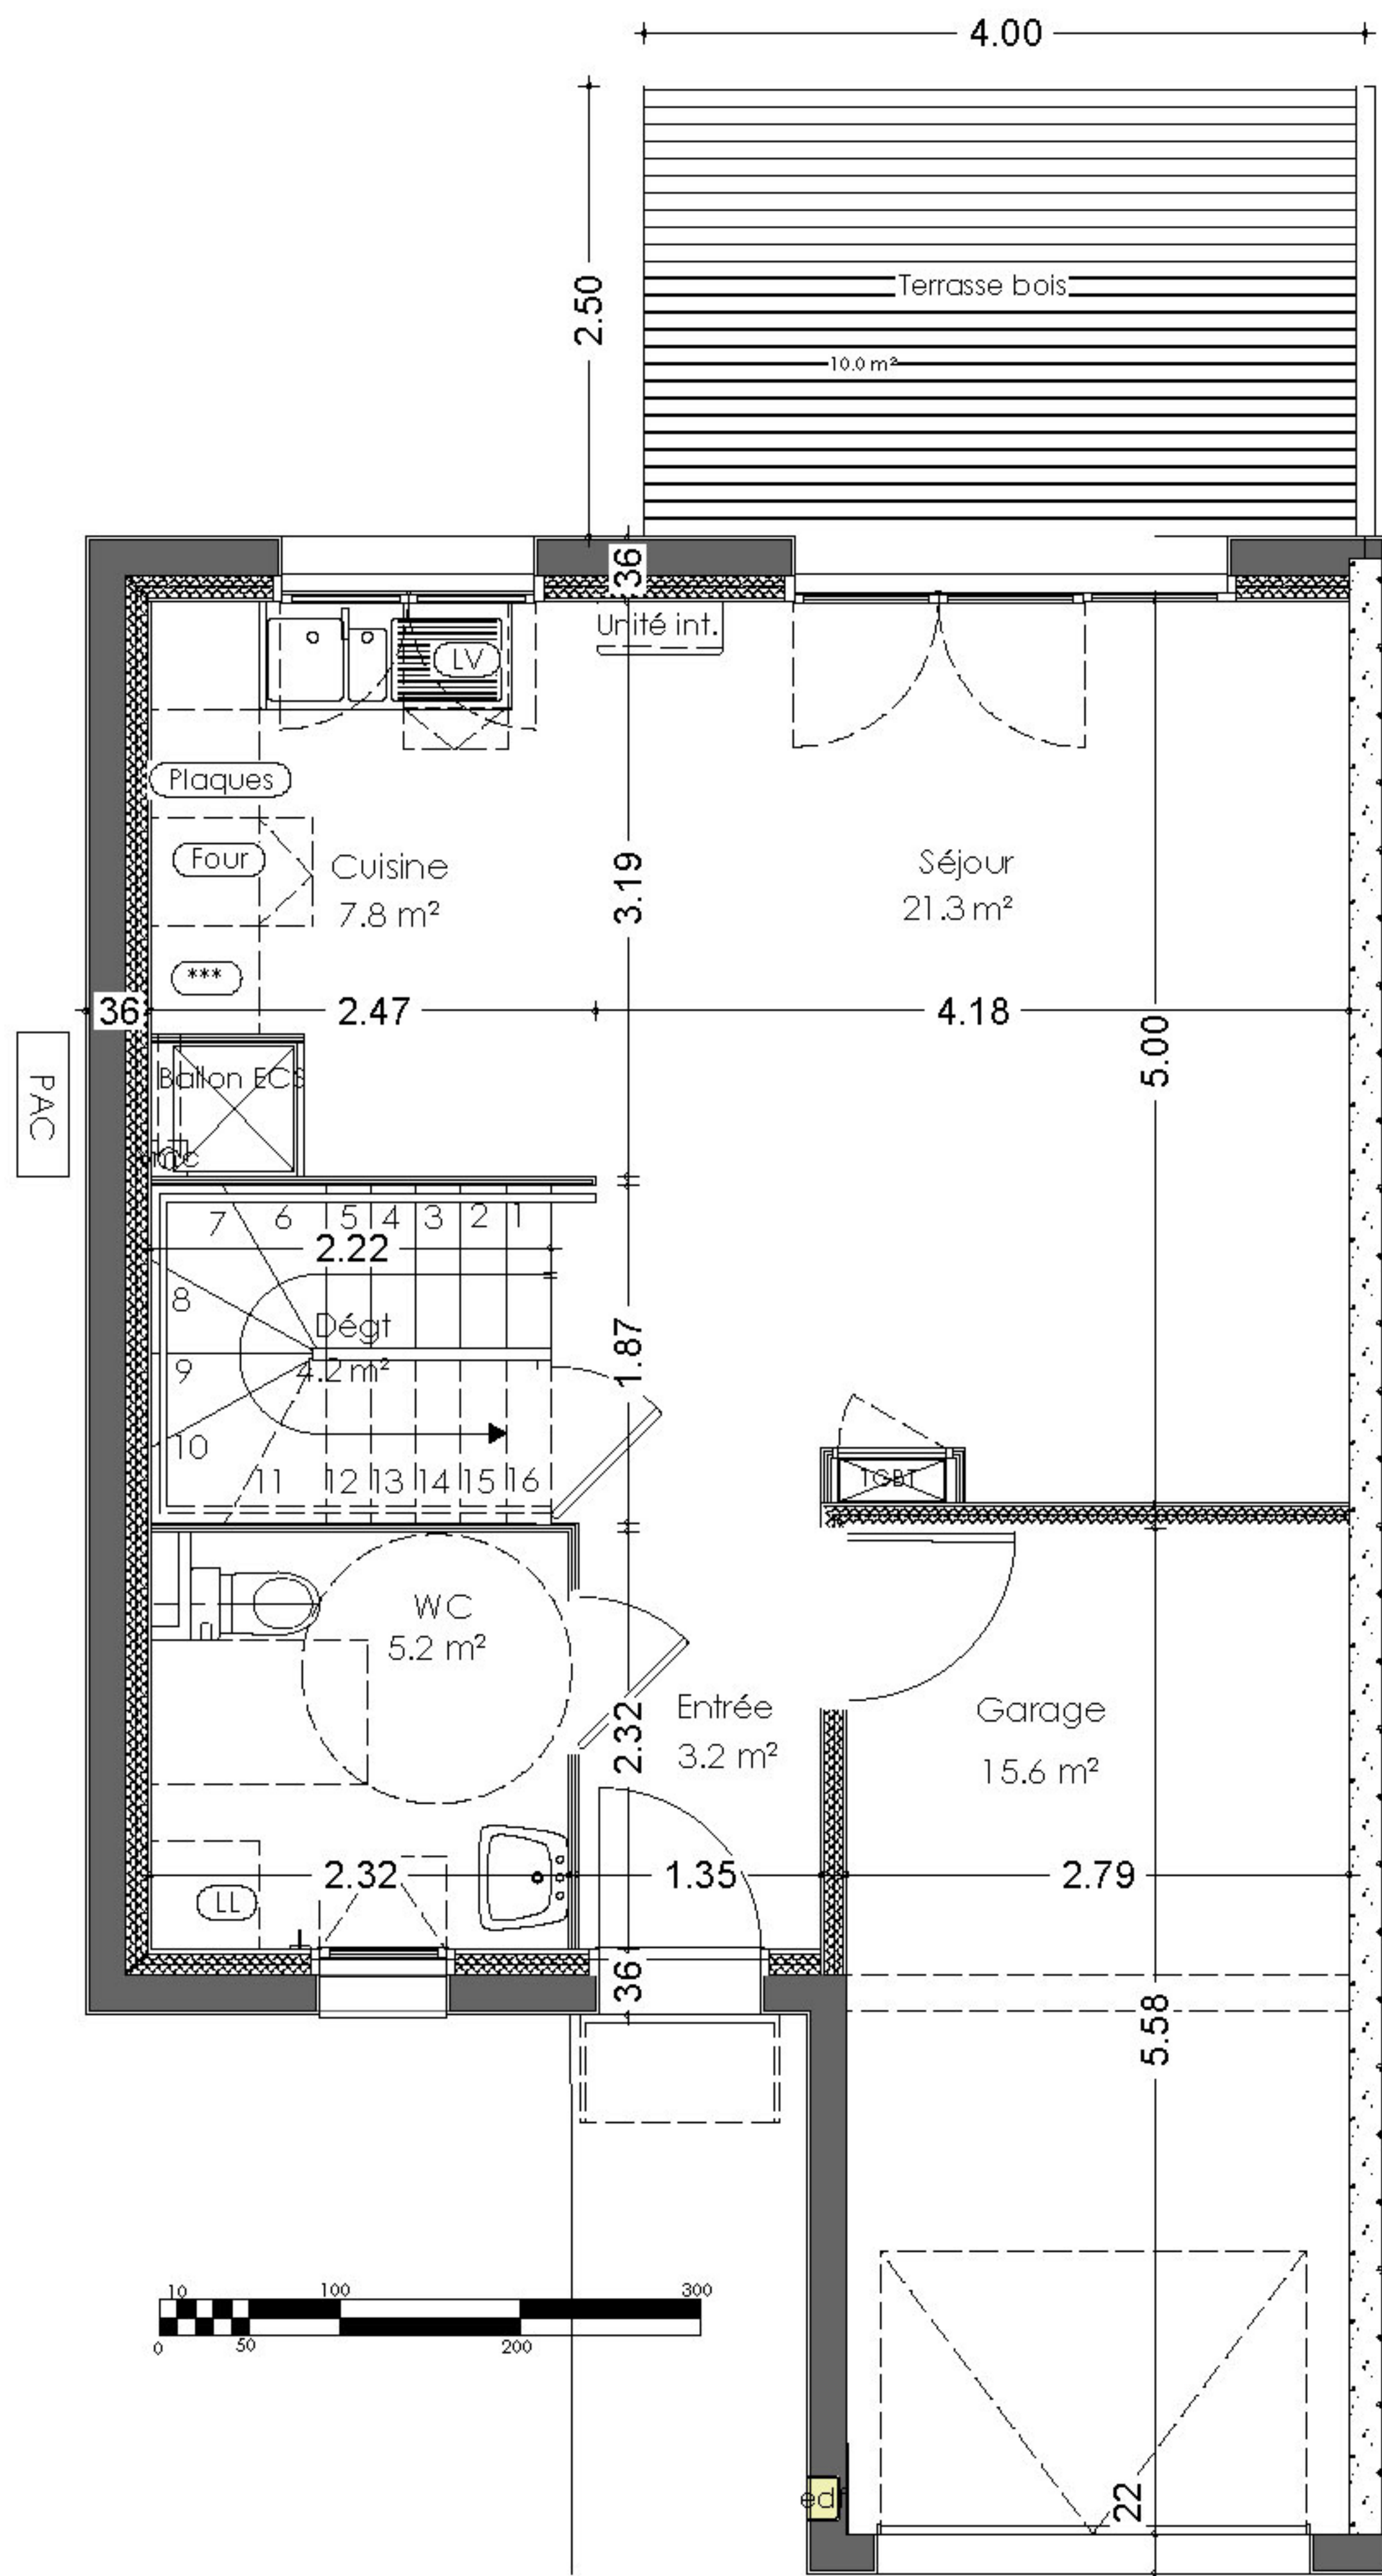 4.00
2.50
Terrasse bois
10.0 m²
36
Unité int.
LV
Plaques
Four
Cuisine
7.8 m²
3.19
Séjour
21.3 m²
***
36
2.47
4.18
5.00
PAC
Ballon ECS
7 6 5 4 3 2 1
2.22
8
Dégt
4.2 m²
1.87
9
10
11 12 13 14 15 16
TGBT
WC
5.2 m²
Entrée
3.2 m²
2.32
Garage
15.6 m²
2.32
1.35
2.79
LL
36
5.58
10 100 300
0 50 200
22